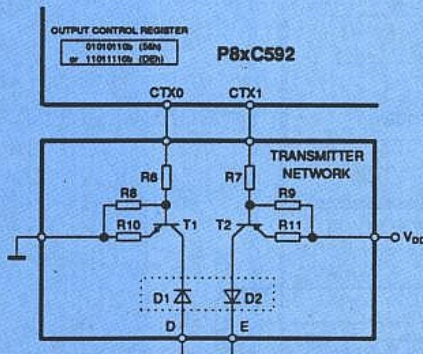 OUTPUT CONTROL REGISTER
01010110b (56h)
or 11011110b (DEh)
P8xC592
CTX0 CTX1
TRANSMITTER
NETWORK
R6 R7
R8 R9
R10 T1 T2 R11
VDD
D1 D2
D E